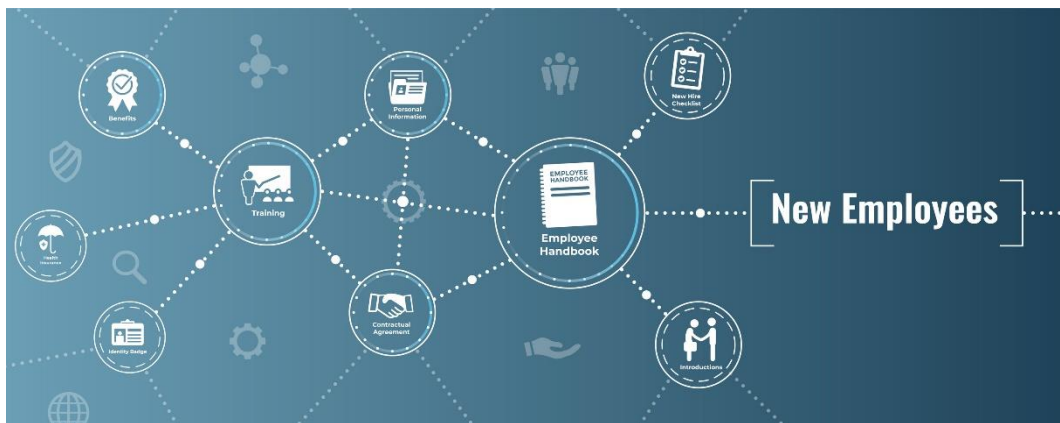 Benefits
Personal
Information
New Hire
Checklist
Training
EMPLOYEE
HANDBOOK
Employee
Handbook
New Employees
Health
Insurance
Contractual
Agreement
Identity Badge
Introductions